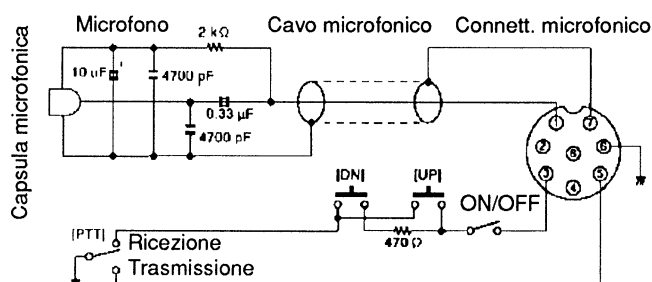 Microfono
Cavo microfonico
Connett. microfonico
Capsula microfonica
2 kΩ
10 uF
4700 pF
0.33 µF
4700 pF
1
7
2
8
6
3
5
4
[DN]
[UP]
ON/OFF
470 Ω
[PTT]
Ricezione
Trasmissione